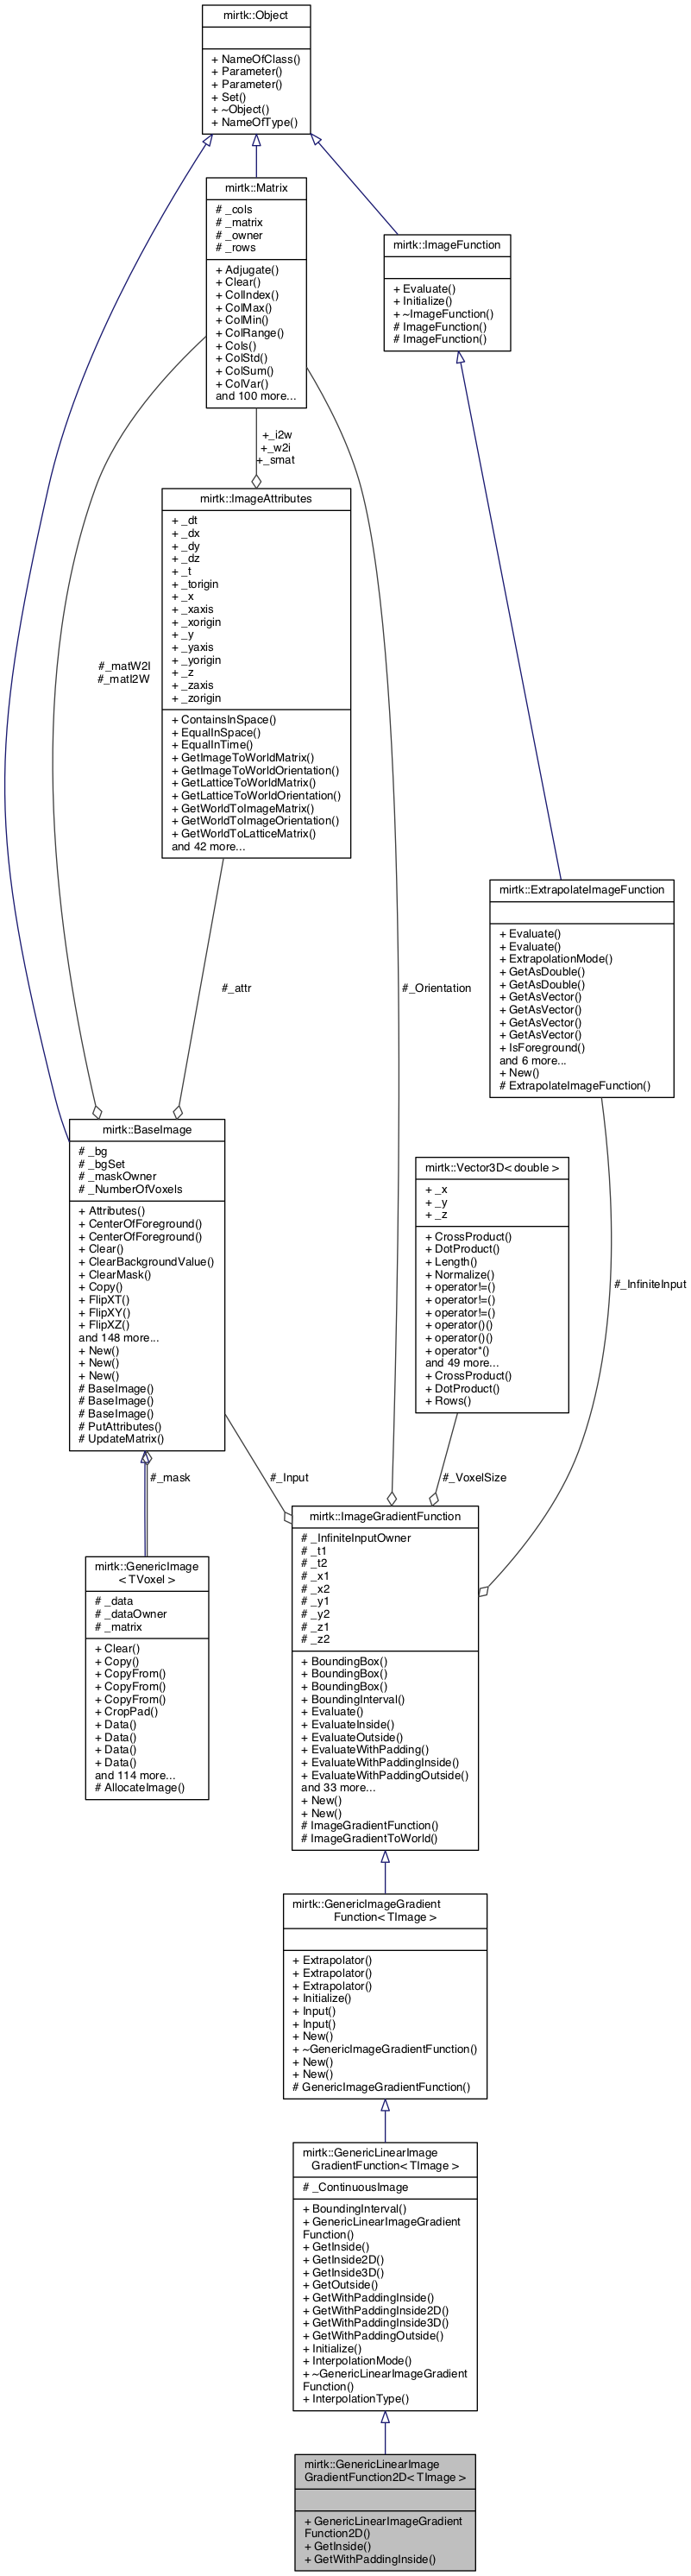 mirtk::Object
+ NameOfClass()
+ Parameter()
+ Parameter()
+ Set()
+ ~Object()
+ NameOfType()
mirtk::Matrix
# _cols
# _matrix
# _owner
# _rows
+ Adjugate()
+ Clear()
+ ColIndex()
+ ColMax()
+ ColMin()
+ ColRange()
+ Cols()
+ ColStd()
+ ColSum()
+ ColVar()
and 100 more...
mirtk::ImageFunction
+ Evaluate()
+ Initialize()
+ ~ImageFunction()
# ImageFunction()
# ImageFunction()
+_i2w
+_w2i
+_smat
mirtk::ImageAttributes
+ _dt
+ _dx
+ _dy
+ _dz
+ _t
+ _torigin
+ _x
+ _xaxis
+ _xorigin
+ _y
+ _yaxis
+ _yorigin
+ _z
+ _zaxis
+ _zorigin
+ ContainsInSpace()
+ EqualInSpace()
+ EqualInTime()
+ GetImageToWorldMatrix()
+ GetImageToWorldOrientation()
+ GetLatticeToWorldMatrix()
+ GetLatticeToWorldOrientation()
+ GetWorldToImageMatrix()
+ GetWorldToImageOrientation()
+ GetWorldToLatticeMatrix()
and 42 more...
#_matW2I
#_matI2W
mirtk::ExtrapolateImageFunction
+ Evaluate()
+ Evaluate()
+ ExtrapolationMode()
+ GetAsDouble()
+ GetAsDouble()
+ GetAsVector()
+ GetAsVector()
+ GetAsVector()
+ GetAsVector()
+ IsForeground()
and 6 more...
+ New()
# ExtrapolateImageFunction()
#_attr
#_Orientation
mirtk::BaseImage
# _bg
# _bgSet
# _maskOwner
# _NumberOfVoxels
+ Attributes()
+ CenterOfForeground()
+ CenterOfForeground()
+ Clear()
+ ClearBackgroundValue()
+ ClearMask()
+ Copy()
+ FlipXT()
+ FlipXY()
+ FlipXZ()
and 148 more...
+ New()
+ New()
+ New()
# BaseImage()
# BaseImage()
# BaseImage()
# PutAttributes()
# UpdateMatrix()
mirtk::Vector3D< double >
+ _x
+ _y
+ _z
+ CrossProduct()
+ DotProduct()
+ Length()
+ Normalize()
+ operator!=()
+ operator!=()
+ operator!=()
+ operator()()
+ operator()()
+ operator*()
and 49 more...
+ CrossProduct()
+ DotProduct()
+ Rows()
#_InfiniteInput
#_mask
#_Input
#_VoxelSize
mirtk::GenericImage
< TVoxel >
# _data
# _dataOwner
# _matrix
+ Clear()
+ Copy()
+ CopyFrom()
+ CopyFrom()
+ CopyFrom()
+ CropPad()
+ Data()
+ Data()
+ Data()
+ Data()
and 114 more...
# AllocateImage()
mirtk::ImageGradientFunction
# _InfiniteInputOwner
# _t1
# _t2
# _x1
# _x2
# _y1
# _y2
# _z1
# _z2
+ BoundingBox()
+ BoundingBox()
+ BoundingBox()
+ BoundingInterval()
+ Evaluate()
+ EvaluateInside()
+ EvaluateOutside()
+ EvaluateWithPadding()
+ EvaluateWithPaddingInside()
+ EvaluateWithPaddingOutside()
and 33 more...
+ New()
+ New()
# ImageGradientFunction()
# ImageGradientToWorld()
mirtk::GenericImageGradient
Function< TImage >
+ Extrapolator()
+ Extrapolator()
+ Extrapolator()
+ Initialize()
+ Input()
+ Input()
+ New()
+ ~GenericImageGradientFunction()
+ New()
+ New()
# GenericImageGradientFunction()
mirtk::GenericLinearImage
GradientFunction< TImage >
# _ContinuousImage
+ BoundingInterval()
+ GenericLinearImageGradient
Function()
+ GetInside()
+ GetInside2D()
+ GetInside3D()
+ GetOutside()
+ GetWithPaddingInside()
+ GetWithPaddingInside2D()
+ GetWithPaddingInside3D()
+ GetWithPaddingOutside()
+ Initialize()
+ InterpolationMode()
+ ~GenericLinearImageGradient
Function()
+ InterpolationType()
mirtk::GenericLinearImage
GradientFunction2D< TImage >
+ GenericLinearImageGradient
Function2D()
+ GetInside()
+ GetWithPaddingInside()